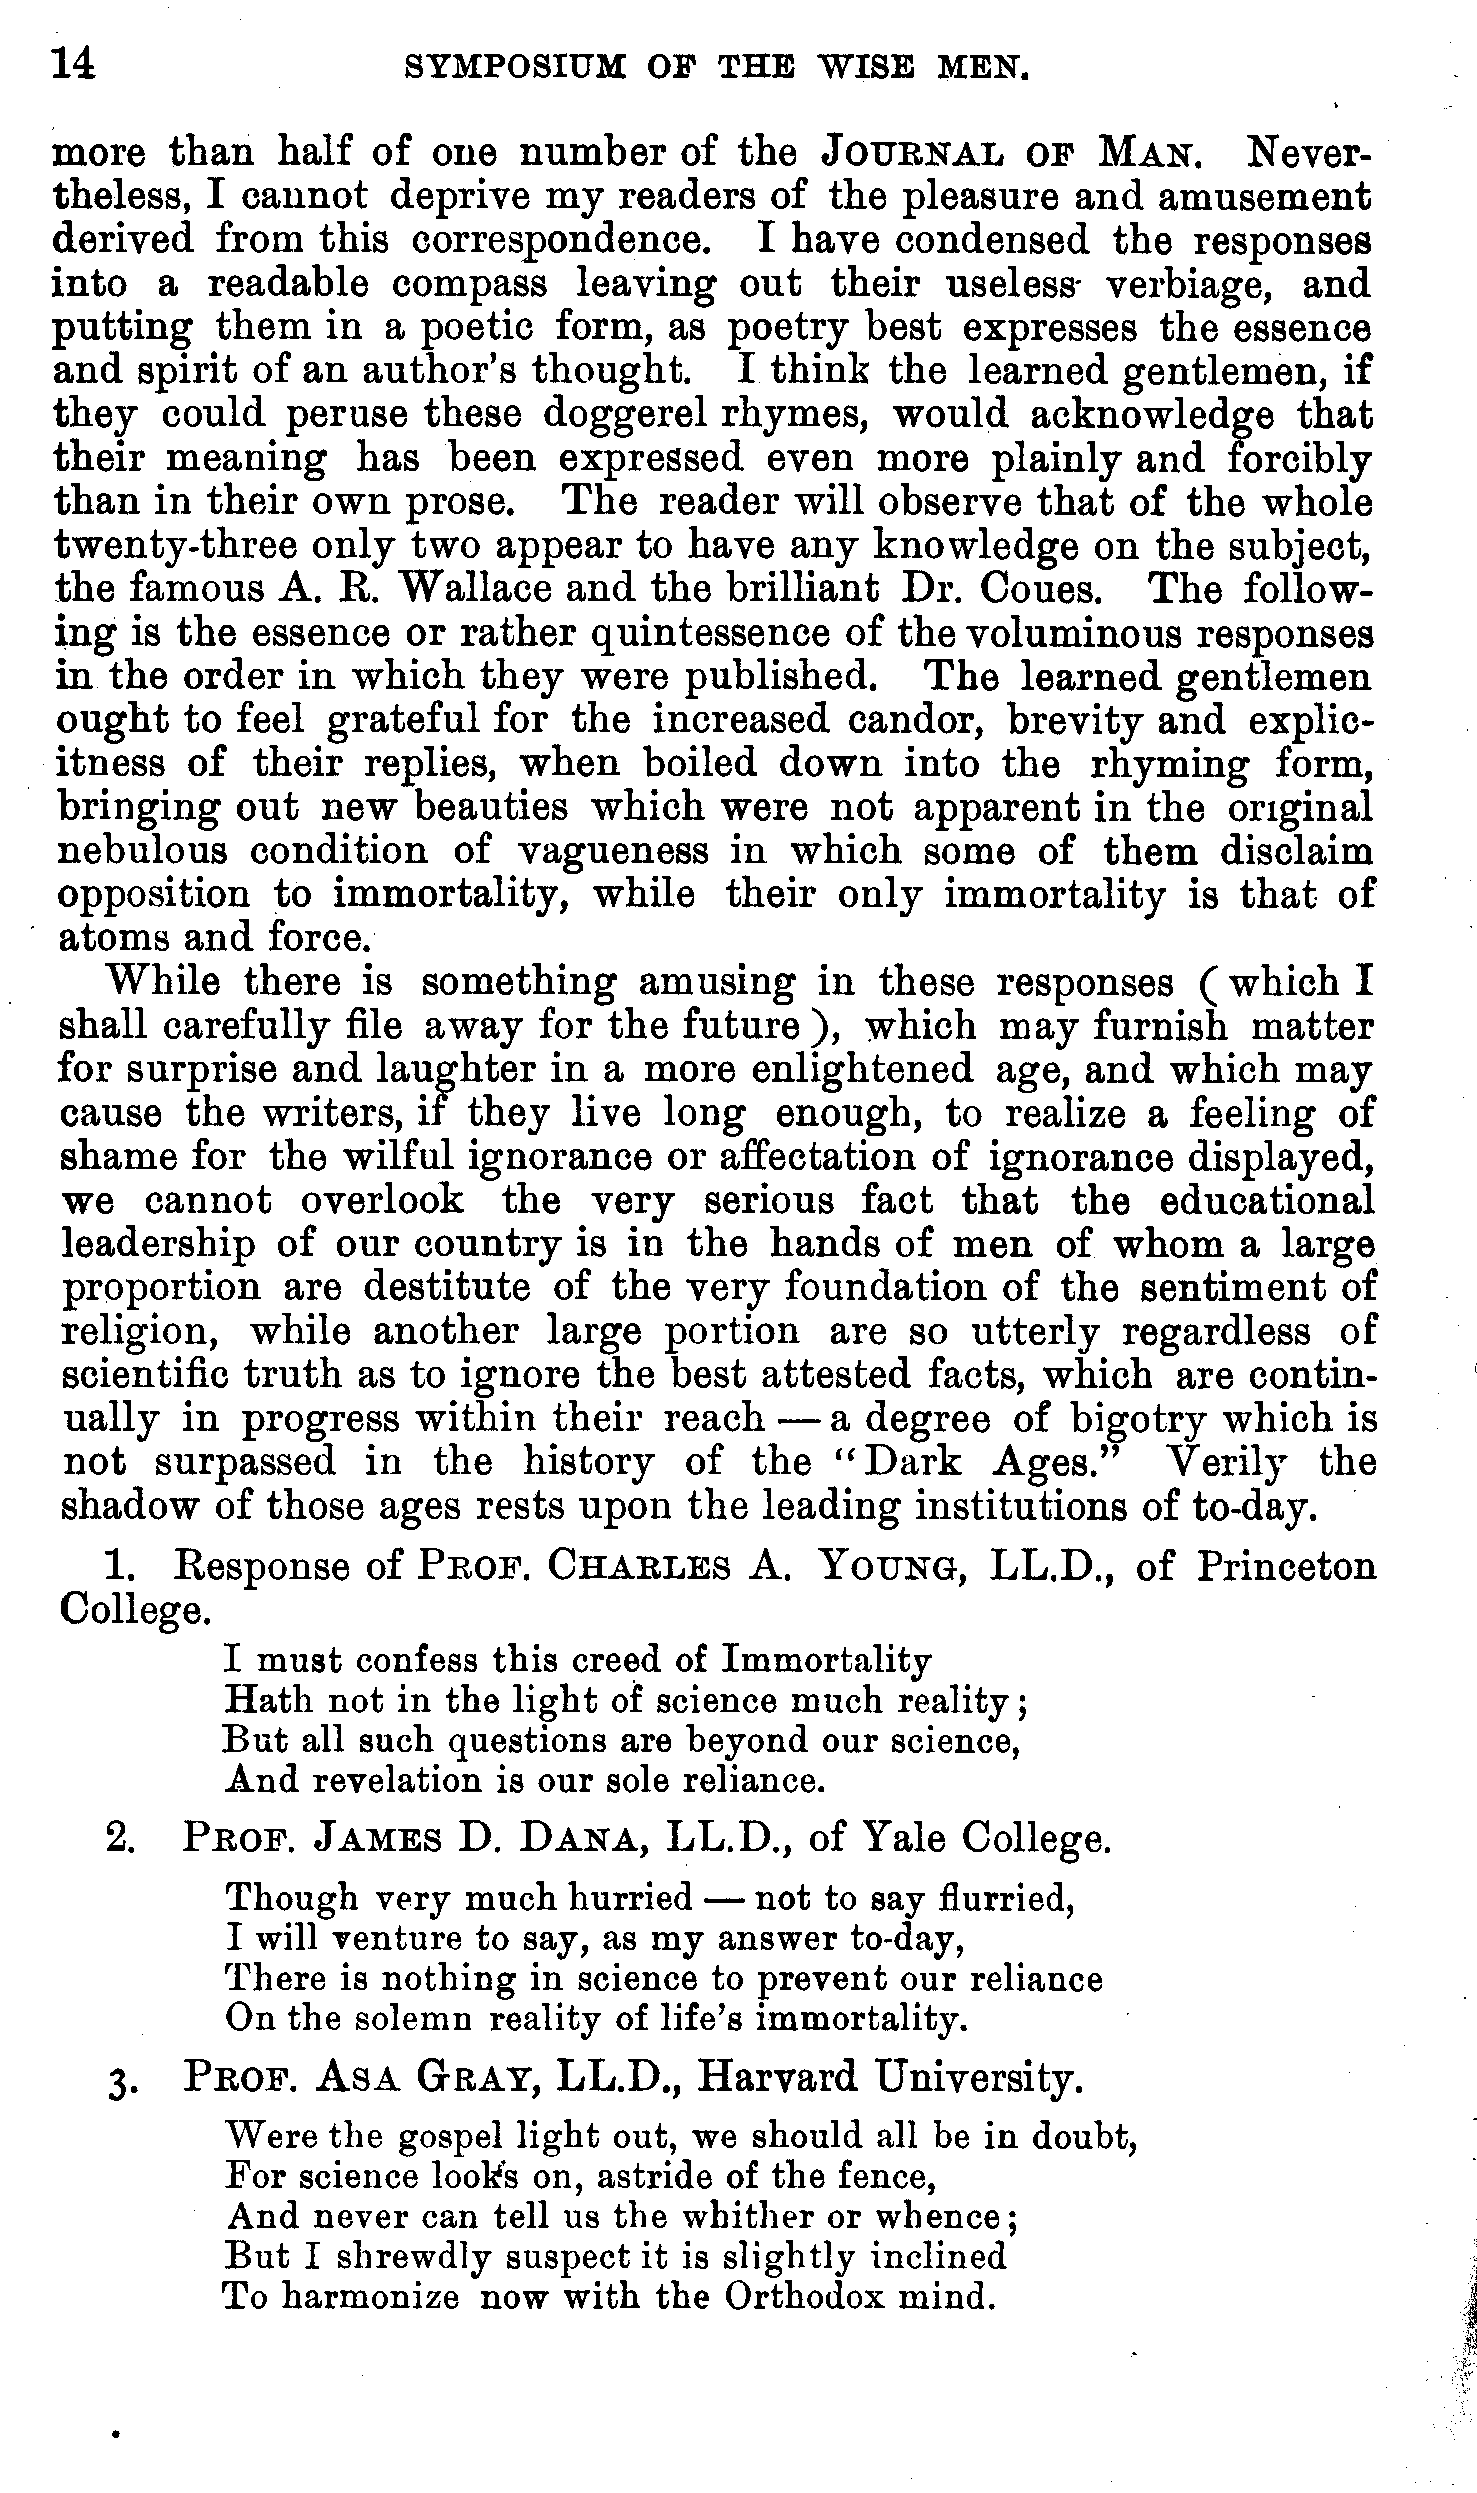 14 SYMPOSIUM OF THE WISE MEN.
more than half of one number of the JOURNAL OF MAN. Never-
theless, I cannot deprive my readers of the pleasure and amusement
derived from this correspondence. I have condensed the responses
into a readable compass leaving out their useless verbiage, and
putting them in a poetic form, as poetry best expresses the essence
and spirit of an author's thought. I think the learned gentlemen, if
they could peruse these doggerel rhymes, would acknowledge that
their meaning has been expressed even more plainly and forcibly
than in their own prose. The reader will observe that of the whole
twenty-three only two appear to have any knowledge on the subject,
the famous A. R. Wallace and the brilliant Dr. Coues. The follow-
ing is the essence or rather quintessence of the voluminous responses
in the order in which they were published. The learned gentlemen
ought to feel grateful for the increased candor, brevity and explic-
itness of their replies, when boiled down into the rhyming form,
bringing out new beauties which were not apparent in the original
nebulous condition of vagueness in which some of them disclaim
opposition to immortality, while their only immortality is that of
atoms and force.
While there is something amusing in these responses ( which I
shall carefully file away for the future ), which may furnish matter
for surprise and laughter in a more enlightened age, and which may
cause the writers, if they live long enough, to realize a feeling of
shame for the wilful ignorance or affectation of ignorance displayed,
we cannot overlook the very serious fact that the educational
leadership of our country is in the hands of men of whom a large
proportion are destitute of the very foundation of the sentiment of
religion, while another large portion are so utterly regardless of
scientific truth as to ignore the best attested facts, which are contin-
ually in progress within their reach — a degree of bigotry which is
not surpassed in the history of the “Dark Ages.” Verily the
shadow of those ages rests upon the leading institutions of to-day.
1. Response of PROF. CHARLES A. YOUNG, LL.D., of Princeton
College.
I must confess this creed of Immortality
Hath not in the light of science much reality;
But all such questions are beyond our science,
And revelation is our sole reliance.
2. PROF. JAMES D. DANA, LL.D., of Yale College.
Though very much hurried — not to say flurried,
I will venture to say, as my answer to-day,
There is nothing in science to prevent our reliance
On the solemn reality of life's immortality.
3. PROF. ASA GRAY, LL.D., Harvard University.
Were the gospel light out, we should all be in doubt,
For science looks on, astride of the fence,
And never can tell us the whither or whence;
But I shrewdly suspect it is slightly inclined
To harmonize now with the Orthodox mind.